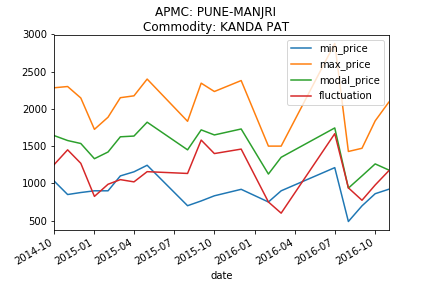 APMC: PUNE-MANJRI
Commodity: KANDA PAT
3000
2500
2000
1500
1000
500
min_price
max_price
modal_price
fluctuation
2014-10
2015-01
2015-04
2015-07
2015-10
2016-01
2016-04
2016-07
2016-10
date